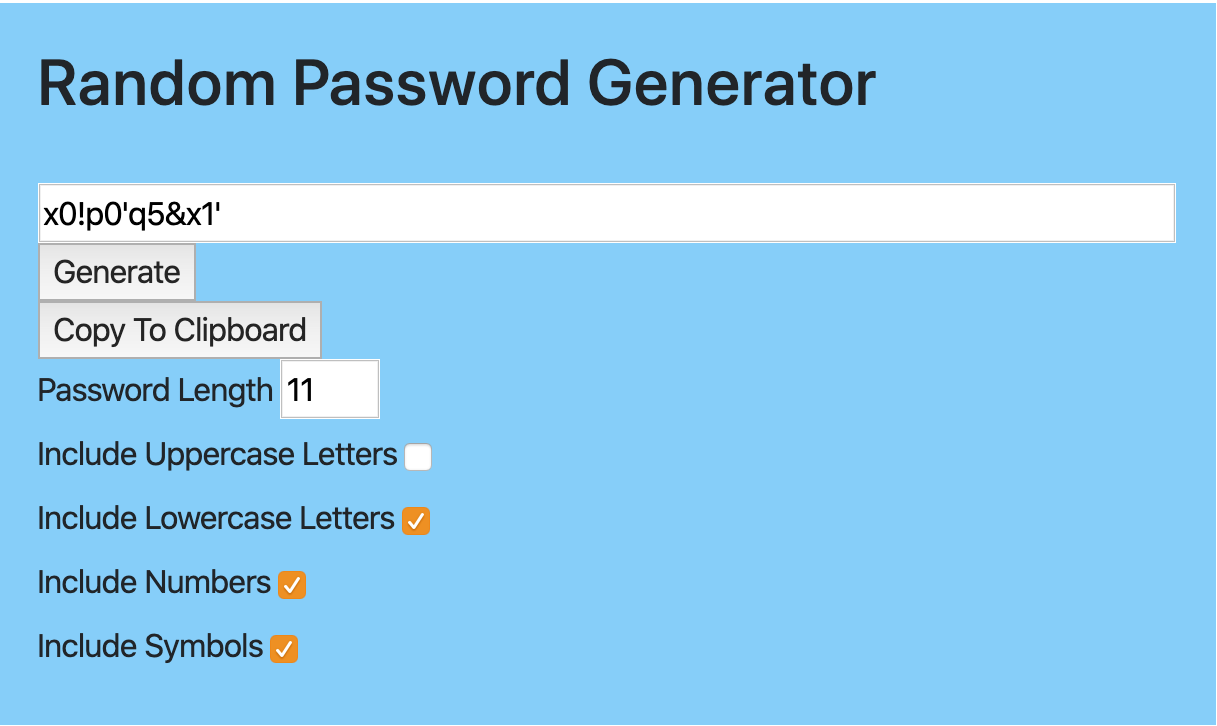 Random Password Generator
x0!p0'q5&x1'
Generate
Copy To Clipboard
Password Length 11
Include Uppercase Letters
Include Lowercase Letters
Include Numbers
Include Symbols